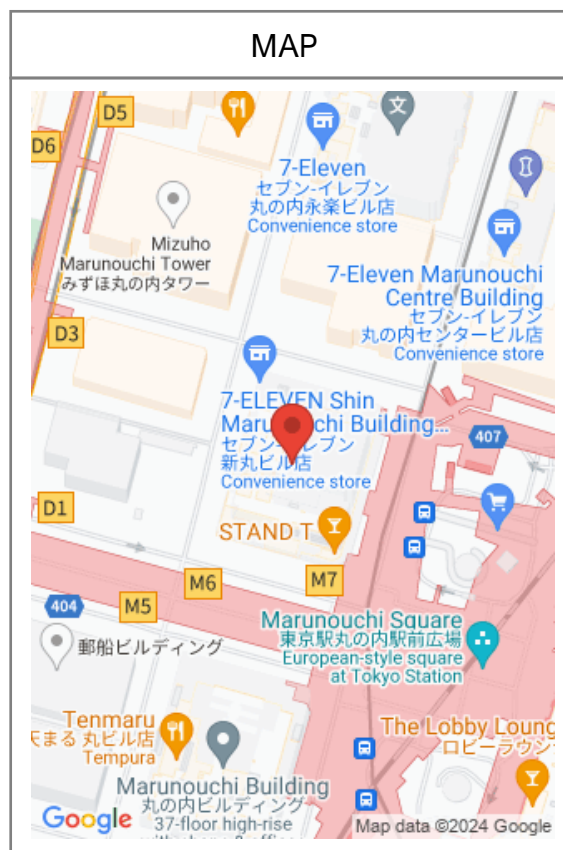 MAP
D5
D6
7-Eleven
セブン-イレブン
丸の内永楽ビル店
Convenience store
文
Mizuho
Marunouchi Tower
みずほ丸の内タワー
7-Eleven Marunouchi
Centre Building
セブン-イレブン
丸の内センタービル店
Convenience store
D3
7-ELEVEN Shin
Marunouchi Building...
セブン-イレブン
新丸ビル店
Convenience store
407
D1
STAND T
M7
M6
M5
404
郵船ビルディング
Marunouchi Square
東京駅丸の内駅前広場
European-style square
at Tokyo Station
Tenmaru
天まる 丸ビル店
Tempura
The Lobby Loung
ロビーラウン
Marunouchi Building
丸の内ビルディング
37-floor high-rise
Google
Map data ©2024 Google